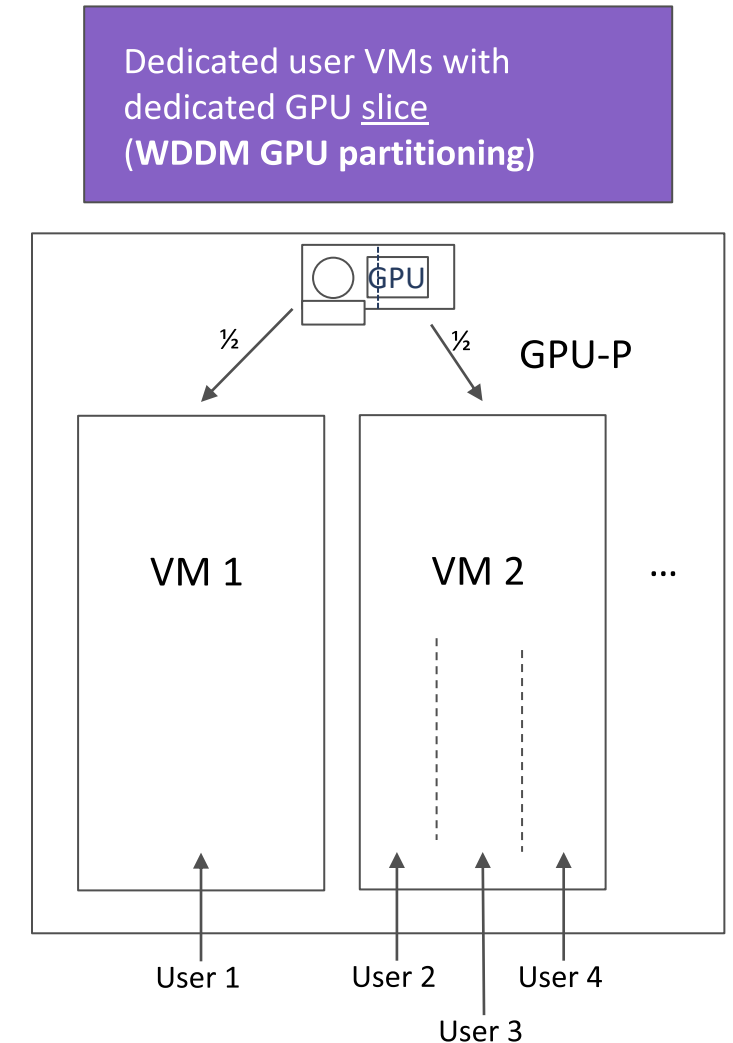 Dedicated user VMs with
dedicated GPU slice
(WDDM GPU partitioning)
GPU
½
½
GPU-P
VM 1
VM 2
...
User 1
User 2
User 4
User 3